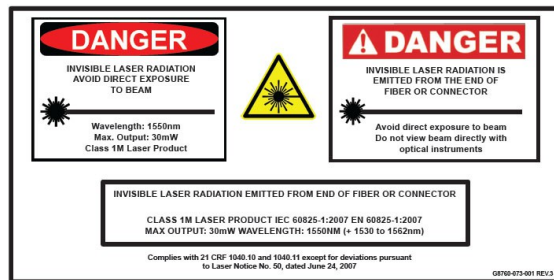 DANGER
INVISIBLE LASER RADIATION
AVOID DIRECT EXPOSURE
TO BEAM
Wavelength: 1550nm
Max. Output: 30mW
Class 1M Laser Product
DANGER
INVISIBLE LASER RADIATION IS
EMITTED FROM THE END OF
FIBER OR CONNECTOR
Avoid direct exposure to beam
Do not view beam directly with
optical instruments
INVISIBLE LASER RADIATION EMITTED FROM END OF FIBER OR CONNECTOR
CLASS 1M LASER PRODUCT IEC 60825-1:2007 EN 60825-1:2007
MAX OUTPUT: 30mW WAVELENGTH: 1550NM (+ 1530 to 1562nm)
Complies with 21 CRF 1040.10 and 1040.11 except for deviations pursuant
to Laser Notice No. 50, dated June 24, 2007
G8760-073-001 REV.3